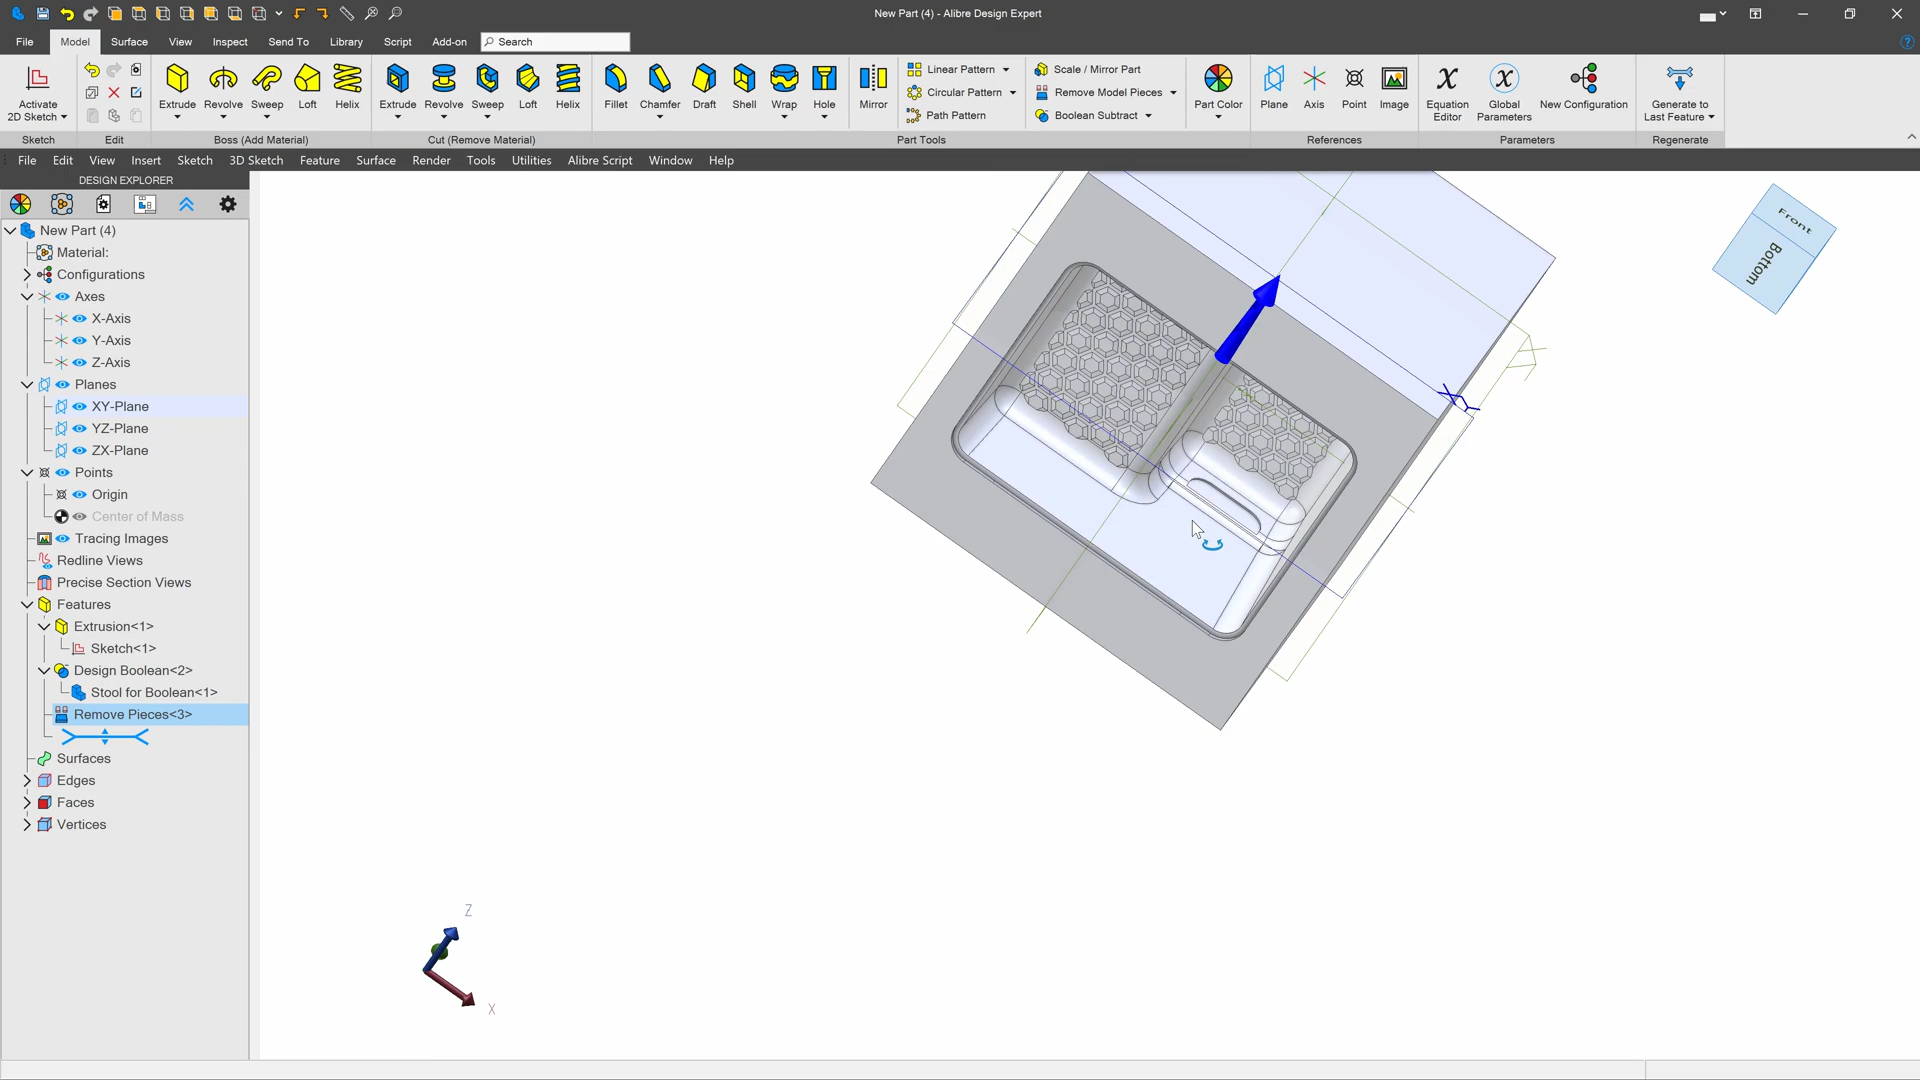 New Part (4) - Alibre Design Expert
File Model Surface View Inspect Send To Library Script Add-on Search
Activate
2D Sketch
Extrude Revolve Sweep Loft Helix
Extrude Revolve Sweep Loft Helix
Fillet Chamfer Draft Shell Wrap Hole
Mirror
Linear Pattern
Circular Pattern
Path Pattern
Scale / Mirror Part
Remove Model Pieces
Boolean Subtract
Part Color
Plane Axis Point Image
Equation
Editor
Global
Parameters
New Configuration
Generate to
Last Feature
Sketch Edit Boss (Add Material) Cut (Remove Material) Part Tools References Parameters Regenerate
File Edit View Insert Sketch 3D Sketch Feature Surface Render Tools Utilities Alibre Script Window Help
DESIGN EXPLORER
New Part (4)
Material:
Configurations
Axes
X-Axis
Y-Axis
Z-Axis
Planes
XY-Plane
YZ-Plane
ZX-Plane
Points
Origin
Center of Mass
Tracing Images
Redline Views
Precise Section Views
Features
Extrusion<1>
Sketch<1>
Design Boolean<2>
Stool for Boolean<1>
Remove Pieces<3>
Surfaces
Edges
Faces
Vertices
Front
Bottom
Z
X